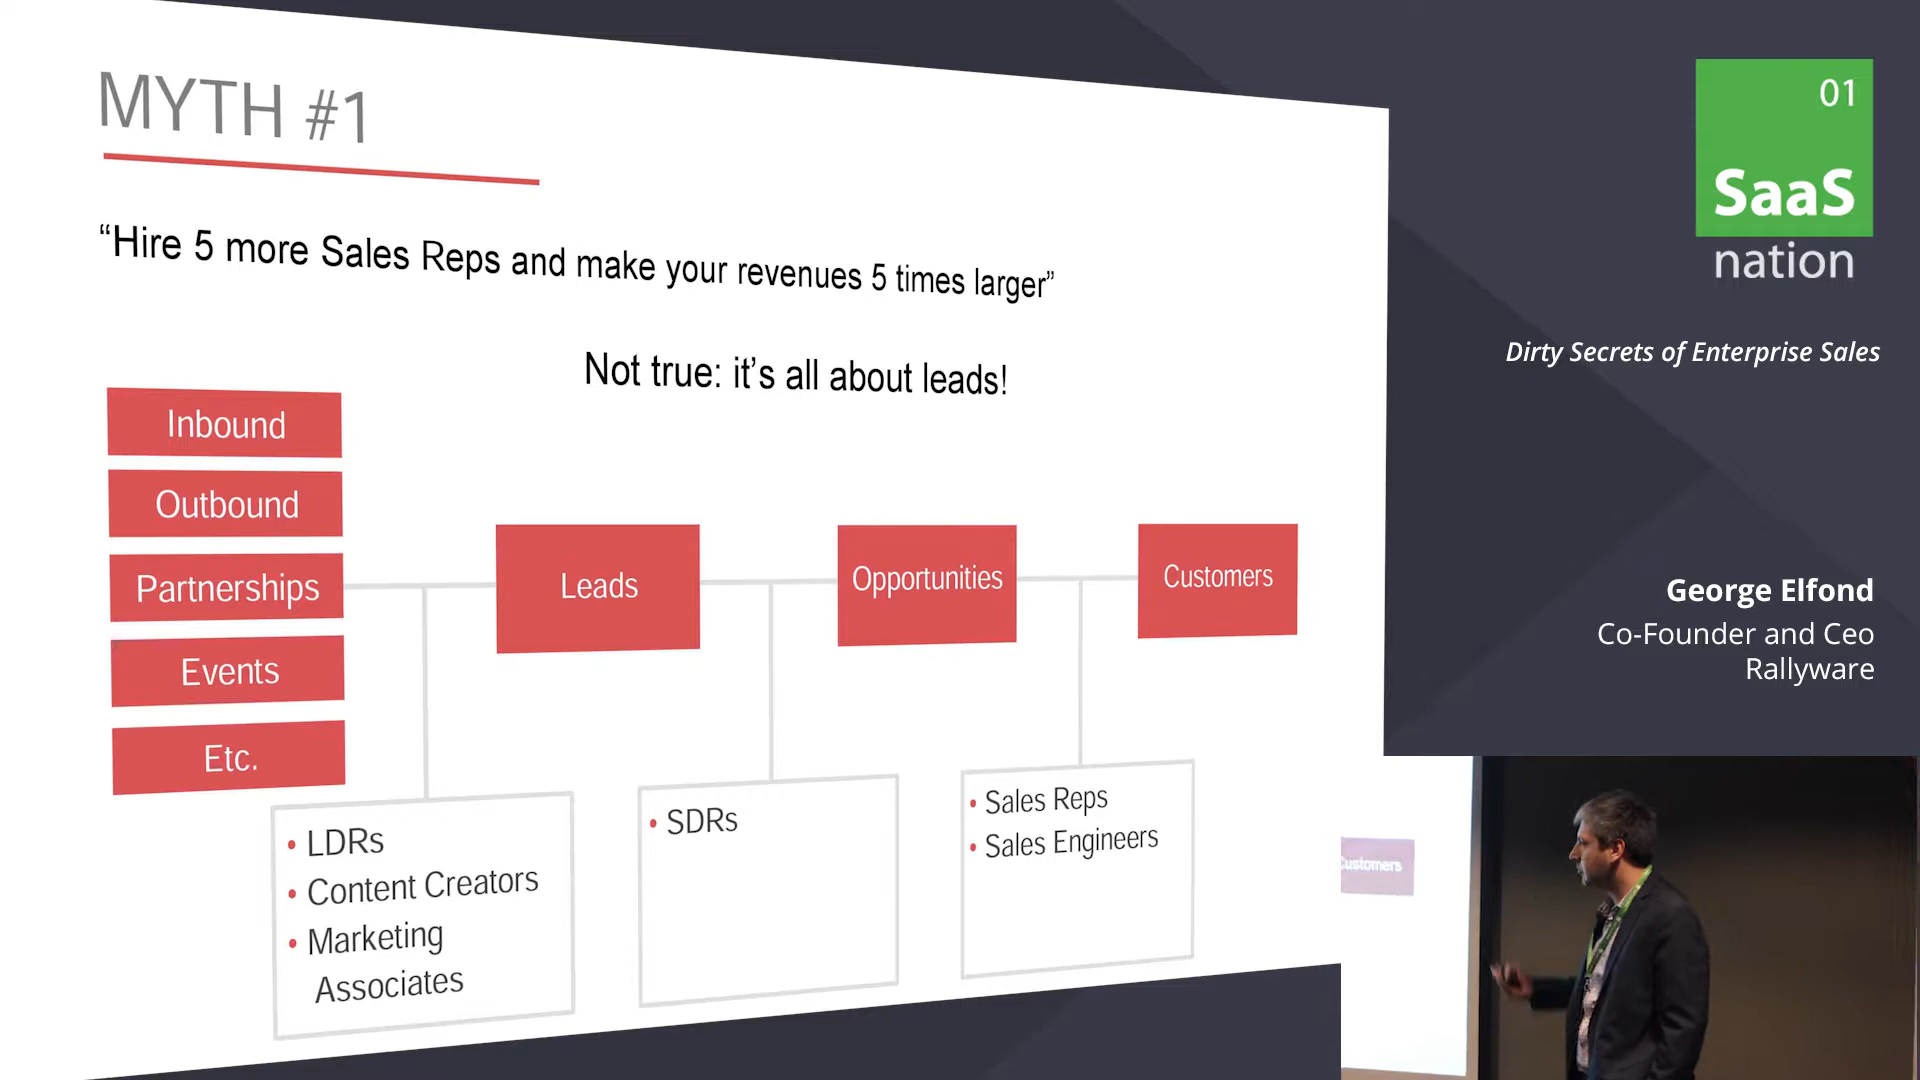 MYTH #1
“Hire 5 more Sales Reps and make your revenues 5 times larger”
Not true: it’s all about leads!
Inbound
Outbound
Partnerships
Events
Etc.
Leads
Opportunities
Customers
• LDRs
• Content Creators
• Marketing
Associates
• SDRs
• Sales Reps
• Sales Engineers
01
SaaS
nation
Dirty Secrets of Enterprise Sales
George Elfond
Co-Founder and Ceo
Rallyware
Customers